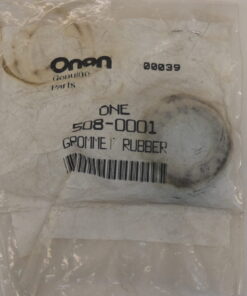 Onan
Genuine
Parts
00039
ONE
508-0001
GROMMET RUBBER